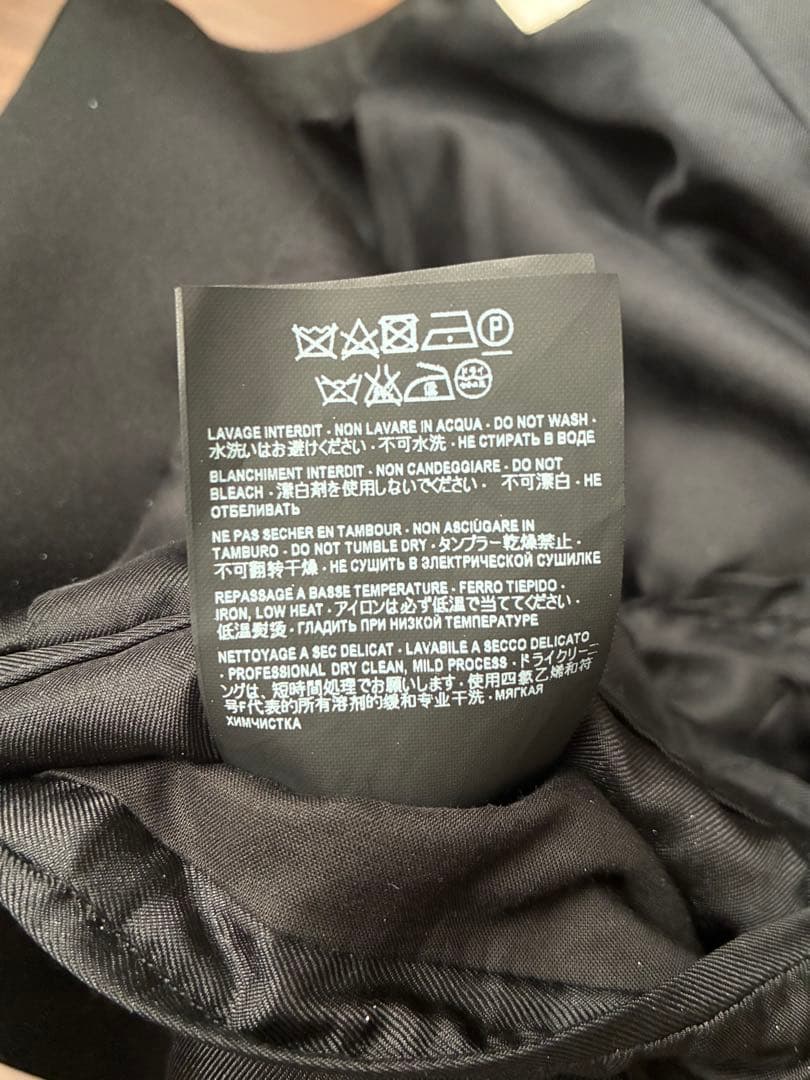 P
ドライ
LAVAGE INTERDIT · NON LAVARE IN ACQUA · DO NOT WASH ·
水洗いはお避けください · 不可水洗 · НЕ СТИРАТЬ В ВОДЕ
BLANCHIMENT INTERDIT · NON CANDEGGIARE · DO NOT
BLEACH · 漂白剤を使用しないでください · 不可漂白 · НЕ
ОТБЕЛИВАТЬ
NE PAS SECHER EN TAMBOUR · NON ASCIUGARE IN
TAMBURO · DO NOT TUMBLE DRY · タンブラー乾燥禁止 ·
不可翻转干燥 · НЕ СУШИТЬ В ЭЛЕКТРИЧЕСКОЙ СУШИЛКЕ
REPASSAGE A BASSE TEMPERATURE · FERRO TIEPIDO ·
IRON, LOW HEAT · アイロンは必ず低温で当ててください ·
低温熨烫 · ГЛАДИТЬ ПРИ НИЗКОЙ ТЕМПЕРАТУРЕ
NETTOYAGE A SEC DELICAT · LAVABILE A SECCO DELICATO
· PROFESSIONAL DRY CLEAN, MILD PROCESS · ドライクリーニ
ングは、短時間処理でお願いします · 使用四氯乙烯和符
号F代表的所有溶剂的缓和专业干洗 · МЯГКАЯ
ХИМЧИСТКА